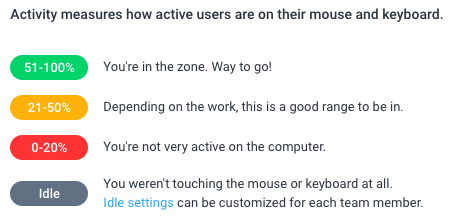 Activity measures how active users are on their mouse and keyboard.
51-100% You're in the zone. Way to go!
21-50% Depending on the work, this is a good range to be in.
0-20% You're not very active on the computer.
Idle You weren't touching the mouse or keyboard at all.
Idle settings can be customized for each team member.